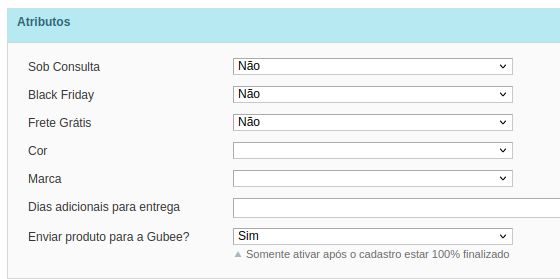 Atributos
Sob Consulta Não
Black Friday Não
Frete Grátis Não
Cor
Marca
Dias adicionais para entrega
Enviar produto para a Gubee? Sim
▲ Somente ativar após o cadastro estar 100% finalizado